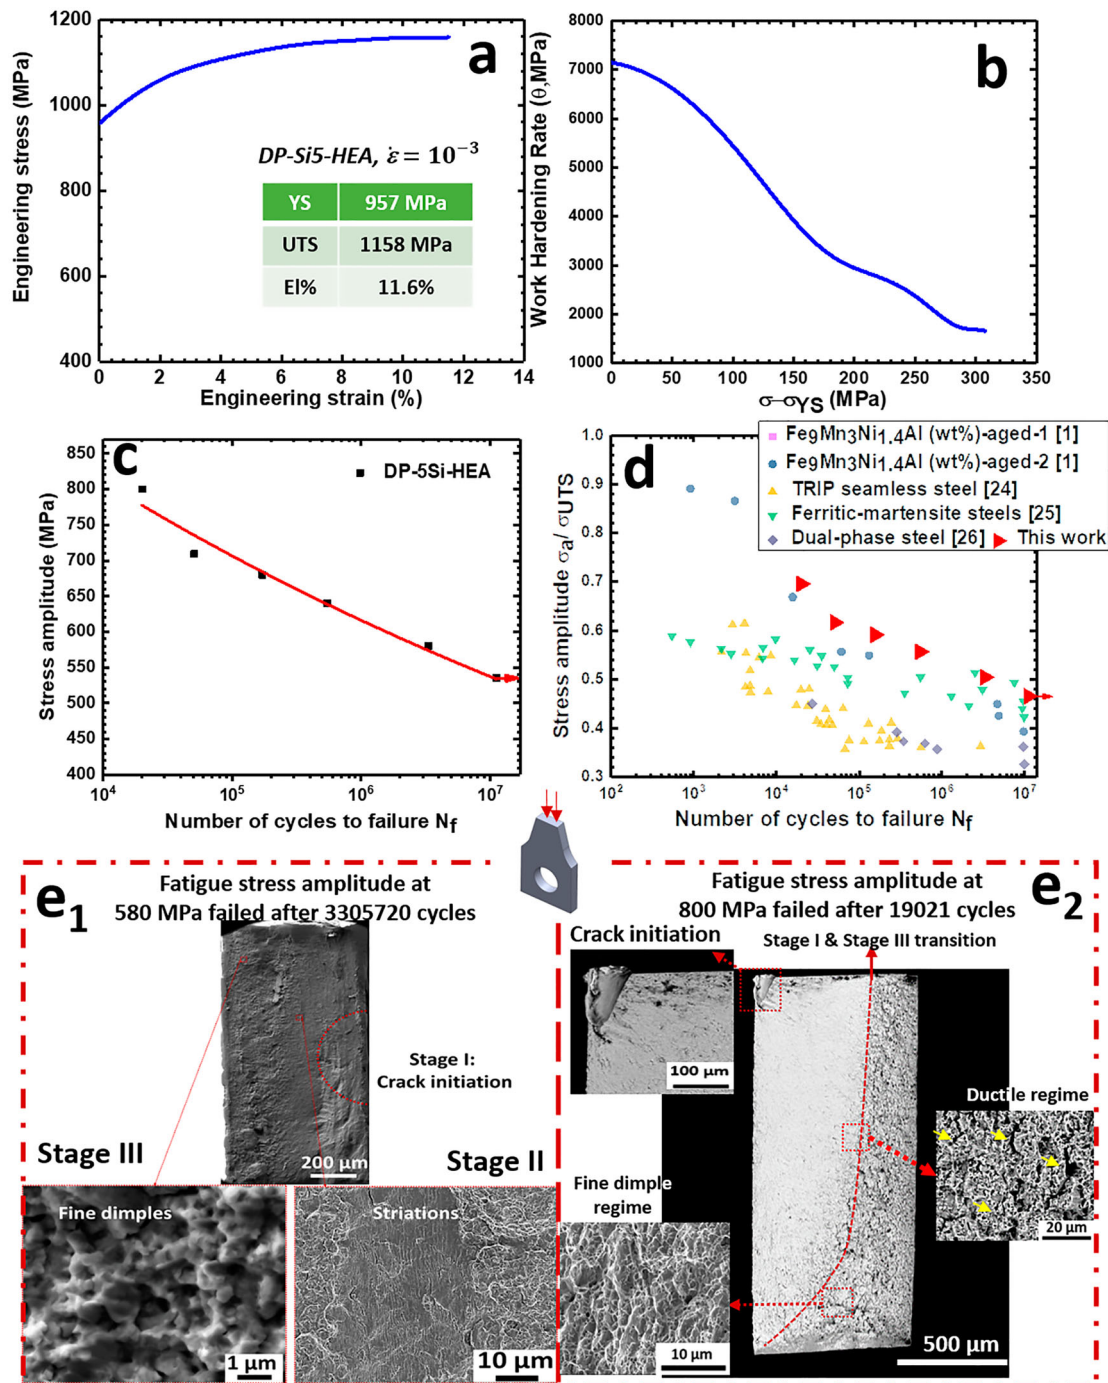 a
Engineering stress (MPa)
1200
1000
800
600
400
0
2
4
6
8
10
12
14
Engineering strain (%)
DP-Si5-HEA, ε̇ = 10⁻³
YS 957 MPa
UTS 1158 MPa
El% 11.6%
b
Work Hardening Rate (θ,MPa)
8000
7000
6000
5000
4000
3000
2000
1000
0
50
100
150
200
250
300
350
σ–σYS (MPa)
c
DP-5Si-HEA
Stress amplitude (MPa)
850
800
750
700
650
600
550
500
450
400
10⁴
10⁵
10⁶
10⁷
Number of cycles to failure Nf
d
Fe9Mn3Ni1.4Al (wt%)-aged-1 [1]
Fe9Mn3Ni1.4Al (wt%)-aged-2 [1]
TRIP seamless steel [24]
Ferritic-martensite steels [25]
Dual-phase steel [26] This work
Stress amplitude σa/ σUTS
1.0
0.9
0.8
0.7
0.6
0.5
0.4
0.3
10²
10³
10⁴
10⁵
10⁶
10⁷
Number of cycles to failure Nf
e1
Fatigue stress amplitude at
580 MPa failed after 3305720 cycles
Stage I:
Crack initiation
Stage III
200 µm
Stage II
Fine dimples
1 µm
Striations
10 µm
e2
Fatigue stress amplitude at
800 MPa failed after 19021 cycles
Crack initiation
Stage I & Stage III transition
100 µm
Ductile regime
20 µm
Fine dimple
regime
10 µm
500 µm